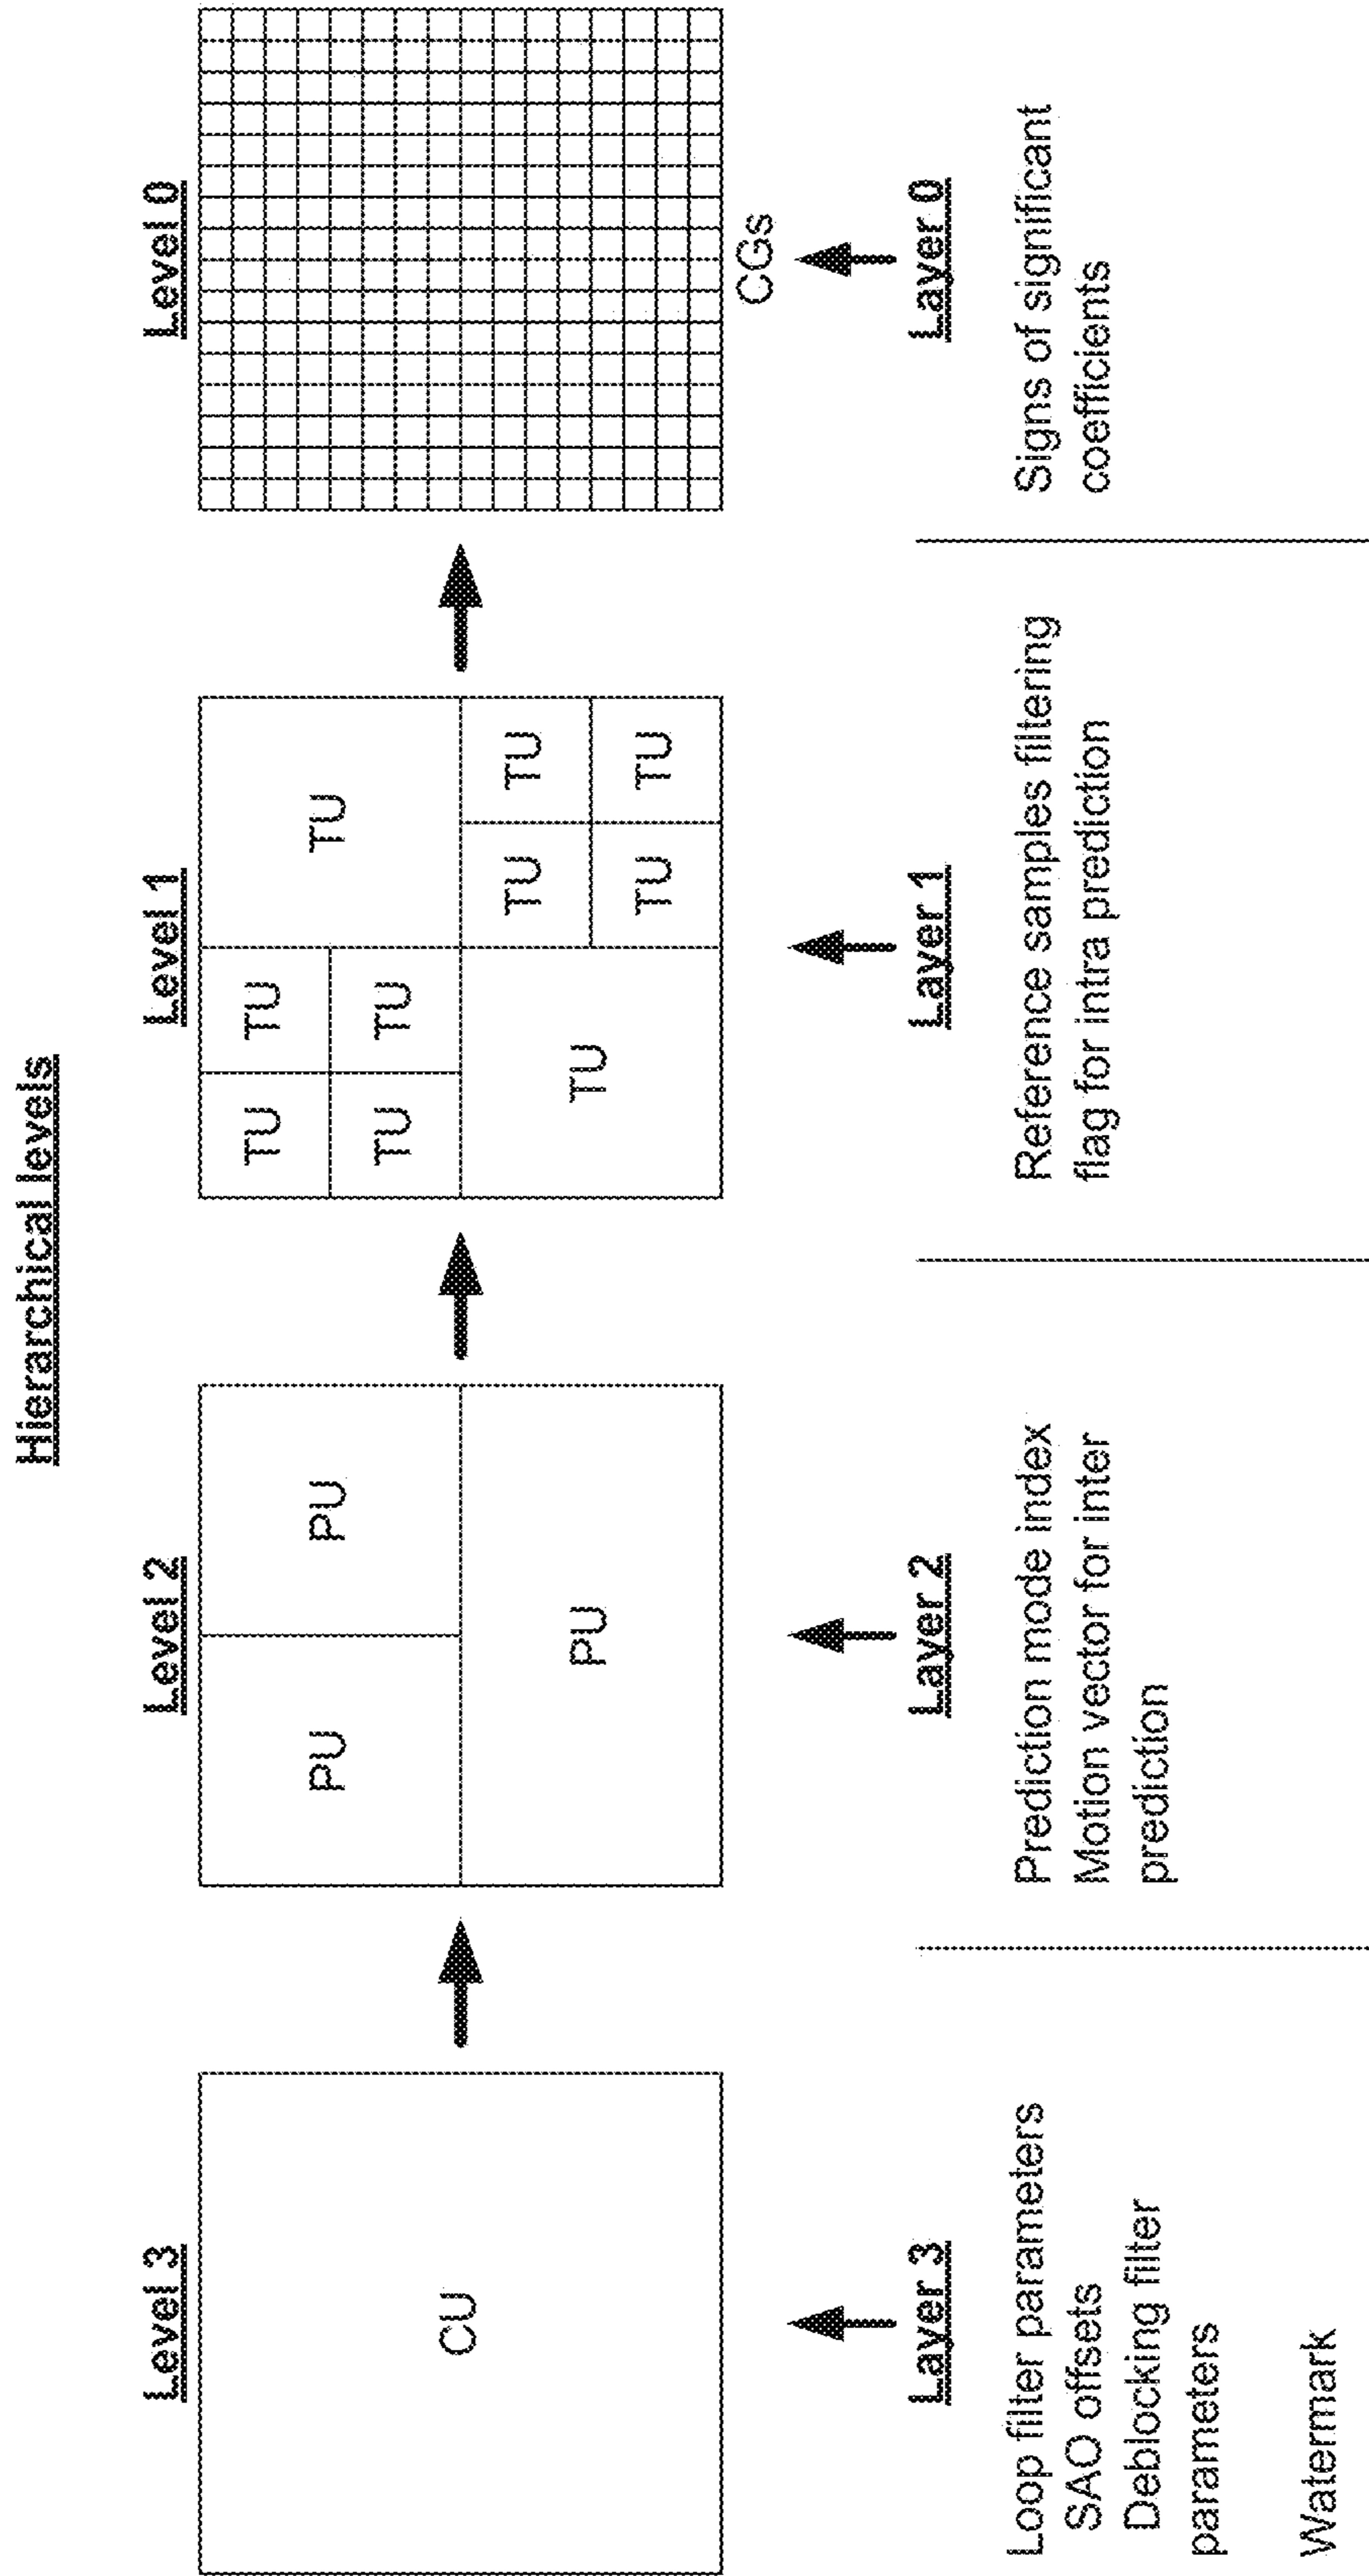 Hierarchical levels
Level 3
Level 2
Level 1
Level 0
CU
PU
PU
PU
TU
TU
TU
TU
TU
TU
TU
TU
TU
TU
CGs
Layer 3
Layer 2
Layer 1
Layer 0
Loop filter parameters
SAO offsets
Deblocking filter
parameters
Watermark
Prediction mode index
Motion vector for inter
prediction
Reference samples filtering
flag for intra prediction
Signs of significant
coefficients